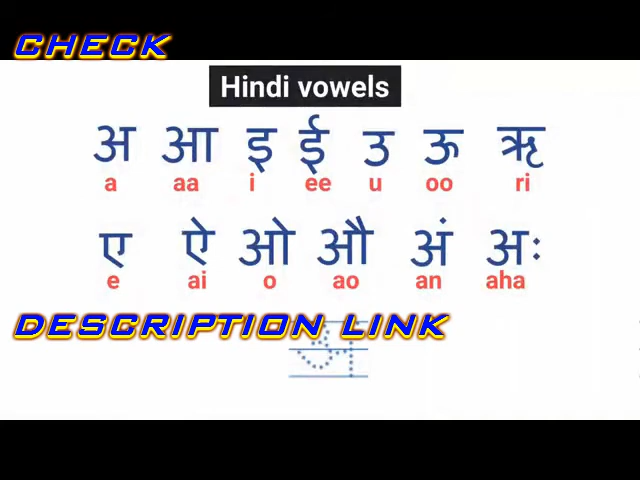 CHECK
Hindi vowels
अ आ इ ई उ ऊ ऋ
a aa i ee u oo ri
ए ऐ ओ औ अं अः
e ai o ao an aha
DESCRIPTION LINK